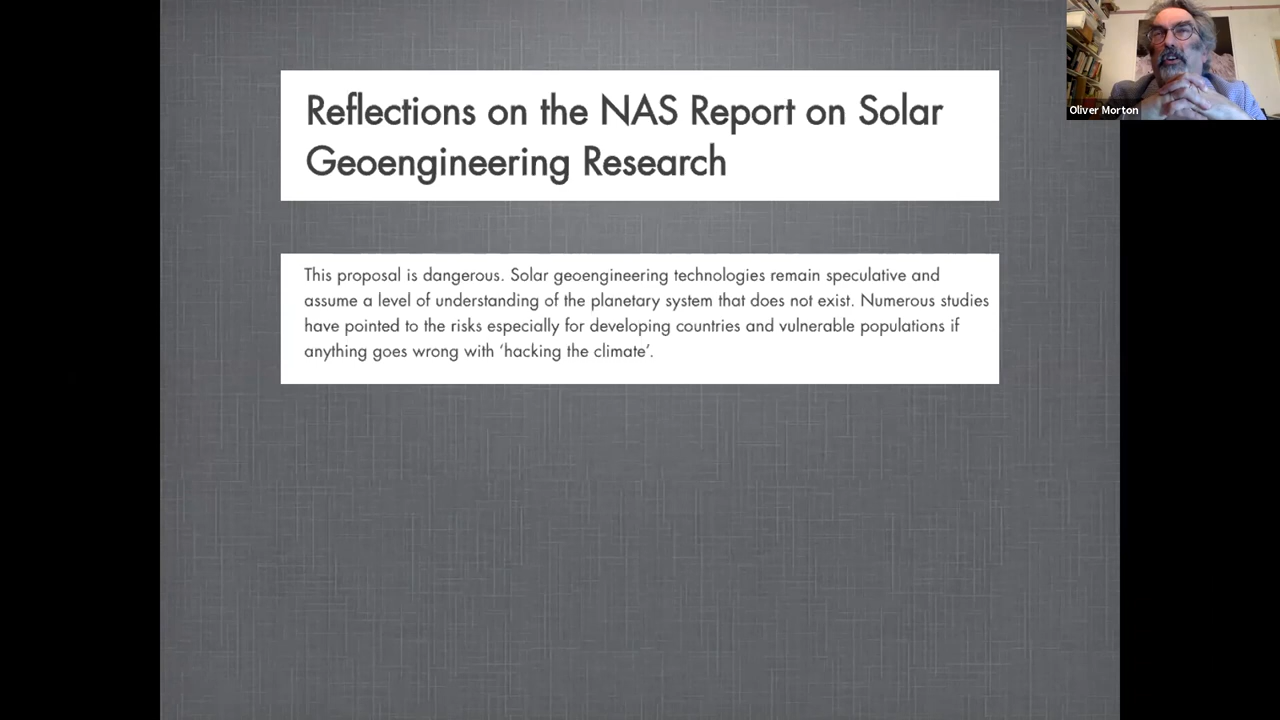 Reflections on the NAS Report on Solar
Geoengineering Research
This proposal is dangerous. Solar geoengineering technologies remain speculative and
assume a level of understanding of the planetary system that does not exist. Numerous studies
have pointed to the risks especially for developing countries and vulnerable populations if
anything goes wrong with ‘hacking the climate’.
Oliver Morton